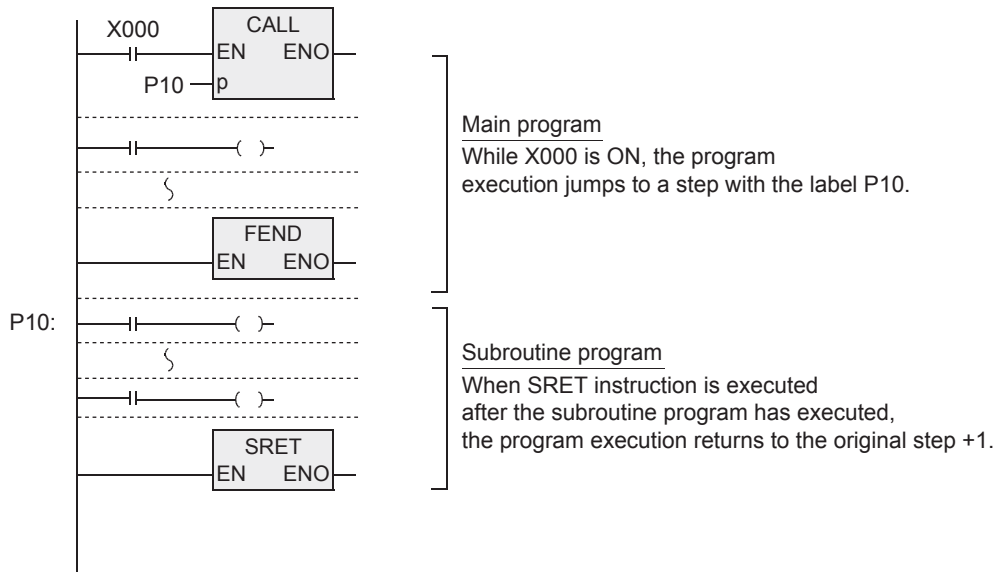 X000
CALL
EN ENO
P10
p
Main program
While X000 is ON, the program
execution jumps to a step with the label P10.
FEND
EN ENO
P10:
Subroutine program
When SRET instruction is executed
after the subroutine program has executed,
the program execution returns to the original step +1.
SRET
EN ENO